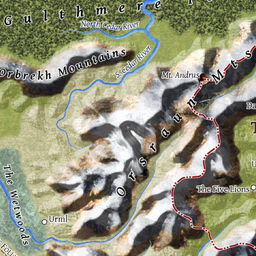 Gulthmere
North Cedar River
Orbrekh Mountains
S. Cedar River
Mt. Andrus
Orsraun Mts
The Five Lions
The Wetwoods
Urml